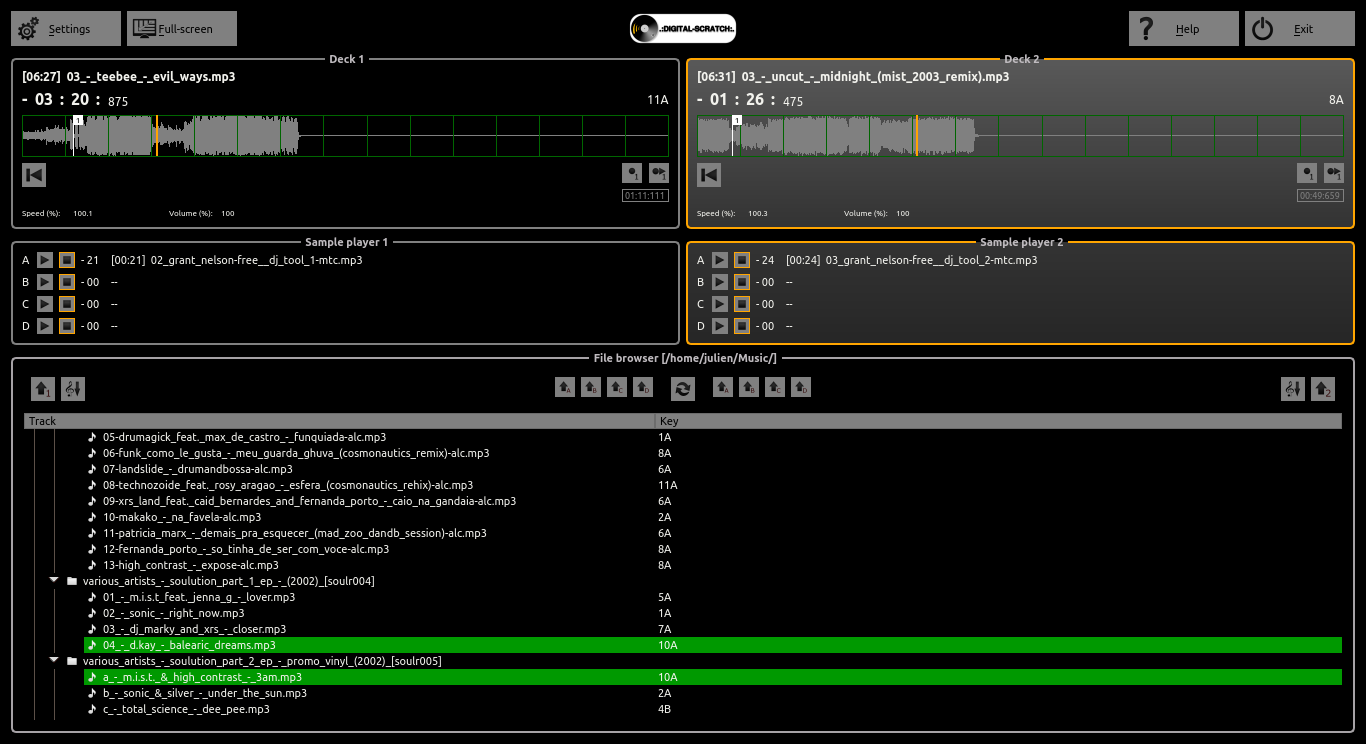 Settings
Full-screen
.:DIGITAL-SCRATCH:.
Help
Exit
Deck 1
[06:27] 03_-_teebee_-_evil_ways.mp3
- 03 : 20 : 875
11A
1
1
1
01:11:111
Speed (%): 100.1 Volume (%): 100
Deck 2
[06:31] 03_-_uncut_-_midnight_(mist_2003_remix).mp3
- 01 : 26 : 475
8A
1
1
1
00:49:659
Speed (%): 100.3 Volume (%): 100
Sample player 1
A - 21 [00:21] 02_grant_nelson-free__dj_tool_1-mtc.mp3
B - 00 --
C - 00 --
D - 00 --
Sample player 2
A - 24 [00:24] 03_grant_nelson-free__dj_tool_2-mtc.mp3
B - 00 --
C - 00 --
D - 00 --
File browser [/home/julien/Music/]
1 A B C D A B C D 2
Track Key
05-drumagick_feat._max_de_castro_-_funquiada-alc.mp3 1A
06-funk_como_le_gusta_-_meu_guarda_ghuva_(cosmonautics_remix)-alc.mp3 8A
07-landslide_-_drumandbossa-alc.mp3 6A
08-technozoide_feat._rosy_aragao_-_esfera_(cosmonautics_rehix)-alc.mp3 11A
09-xrs_land_feat._caid_bernardes_and_fernanda_porto_-_caio_na_gandaia-alc.mp3 6A
10-makako_-_na_favela-alc.mp3 2A
11-patricia_marx_-_demais_pra_esquecer_(mad_zoo_dandb_session)-alc.mp3 6A
12-fernanda_porto_-_so_tinha_de_ser_com_voce-alc.mp3 8A
13-high_contrast_-_expose-alc.mp3 8A
various_artists_-_soulution_part_1_ep_-_(2002)_[soulr004]
01_-_m.i.s.t_feat._jenna_g_-_lover.mp3 5A
02_-_sonic_-_right_now.mp3 1A
03_-_dj_marky_and_xrs_-_closer.mp3 7A
04_-_d.kay_-_balearic_dreams.mp3 10A
various_artists_-_soulution_part_2_ep_-_promo_vinyl_(2002)_[soulr005]
a_-_m.i.s.t._&_high_contrast_-_3am.mp3 10A
b_-_sonic_&_silver_-_under_the_sun.mp3 2A
c_-_total_science_-_dee_pee.mp3 4B